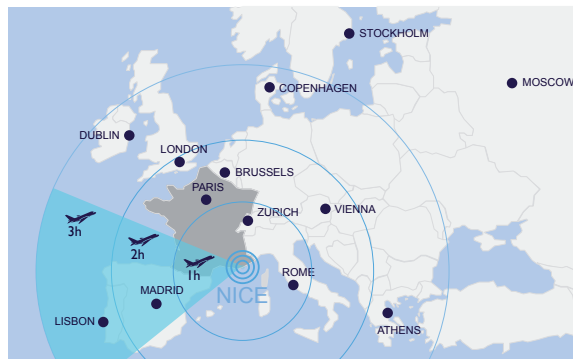 STOCKHOLM
COPENHAGEN
MOSCOW
DUBLIN
LONDON
BRUSSELS
PARIS
ZURICH
VIENNA
3h
2h
1h
ROME
MADRID
NICE
LISBON
ATHENS